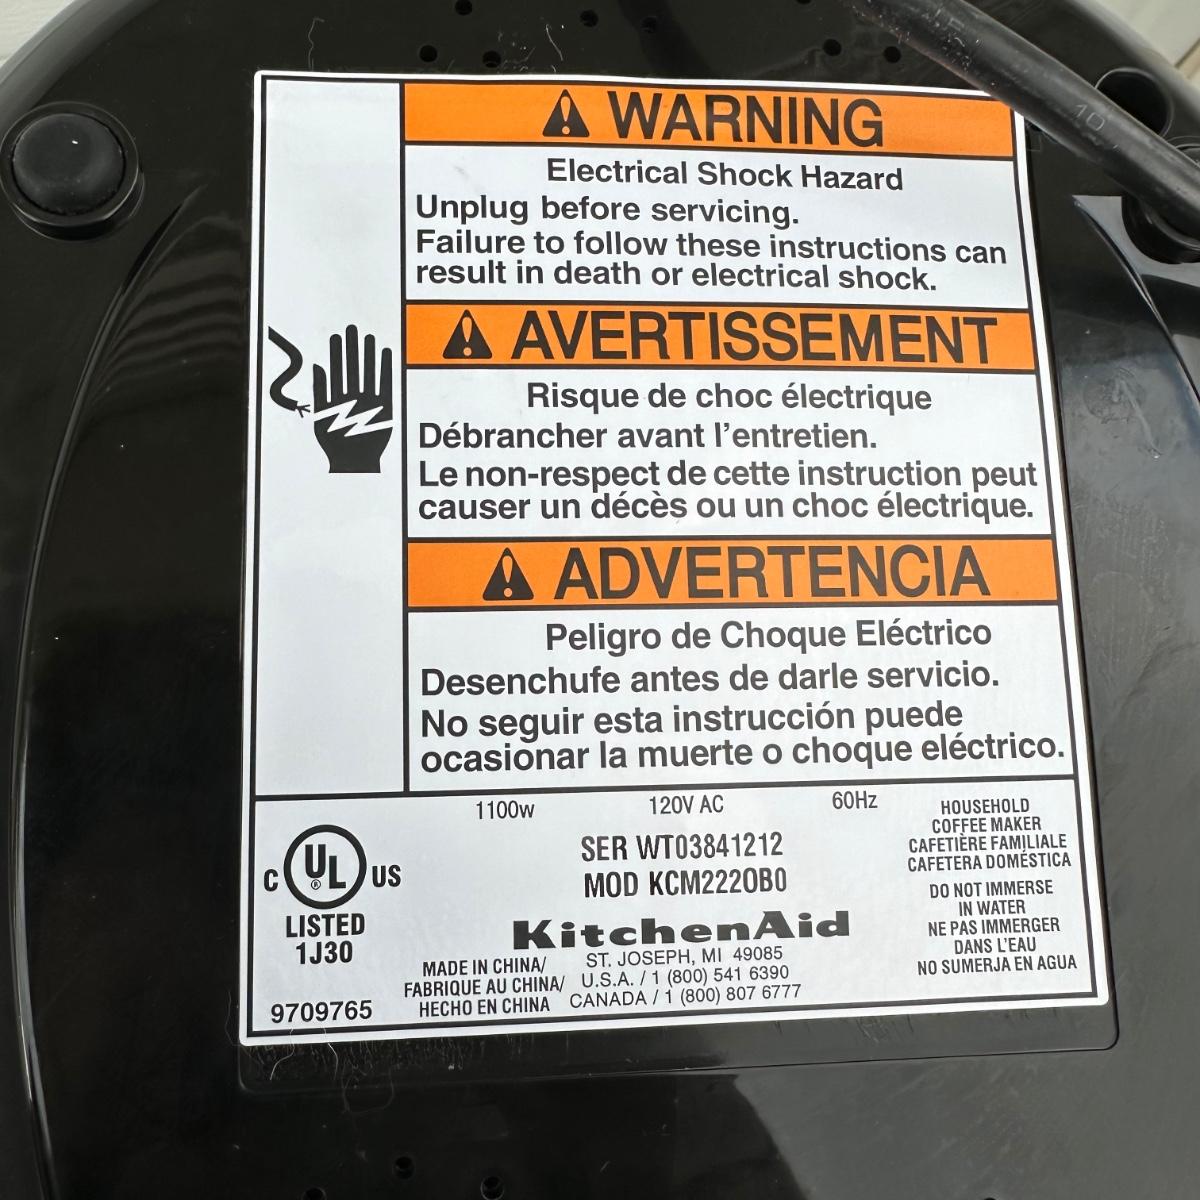 WARNING
Electrical Shock Hazard
Unplug before servicing.
Failure to follow these instructions can
result in death or electrical shock.
AVERTISSEMENT
Risque de choc électrique
Débrancher avant l'entretien.
Le non-respect de cette instruction peut
causer un décès ou un choc électrique.
ADVERTENCIA
Peligro de Choque Eléctrico
Desenchufe antes de darle servicio.
No seguir esta instrucción puede
ocasionar la muerte o choque eléctrico.
1100w 120V AC 60Hz
C UL ® US
LISTED
1J30
9709765
SER WT03841212
MOD KCM222OB0
KitchenAid
ST. JOSEPH, MI 49085
U.S.A. / 1 (800) 541 6390
CANADA / 1 (800) 807 6777
MADE IN CHINA/
FABRIQUE AU CHINA/
HECHO EN CHINA
HOUSEHOLD
COFFEE MAKER
CAFETIÈRE FAMILIALE
CAFETERA DOMÉSTICA
DO NOT IMMERSE
IN WATER
NE PAS IMMERGER
DANS L'EAU
NO SUMERJA EN AGUA